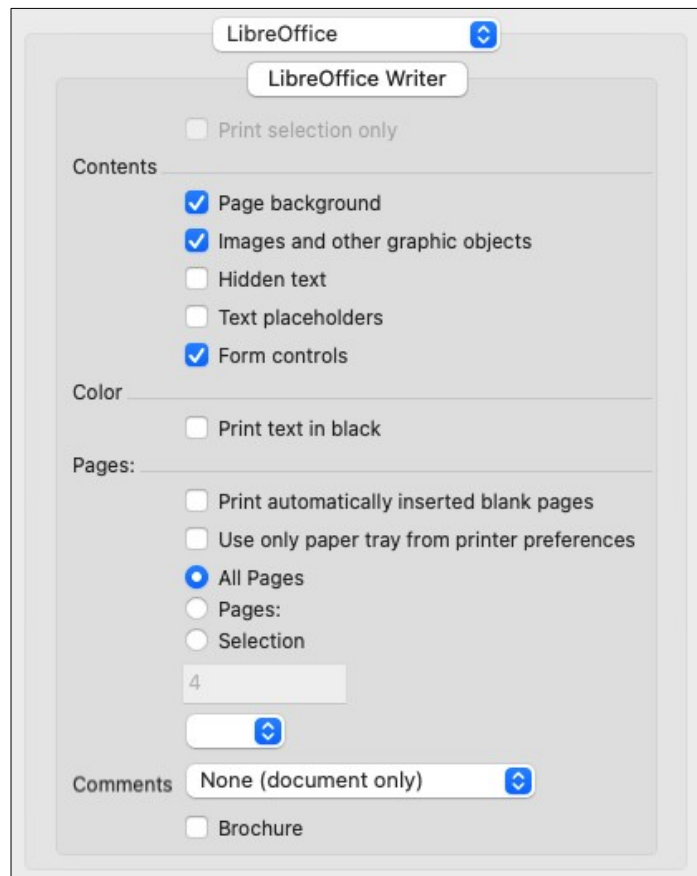 LibreOffice
LibreOffice Writer
Print selection only
Contents
Page background
Images and other graphic objects
Hidden text
Text placeholders
Form controls
Color
Print text in black
Pages:
Print automatically inserted blank pages
Use only paper tray from printer preferences
All Pages
Pages:
Selection
4
Comments None (document only)
Brochure